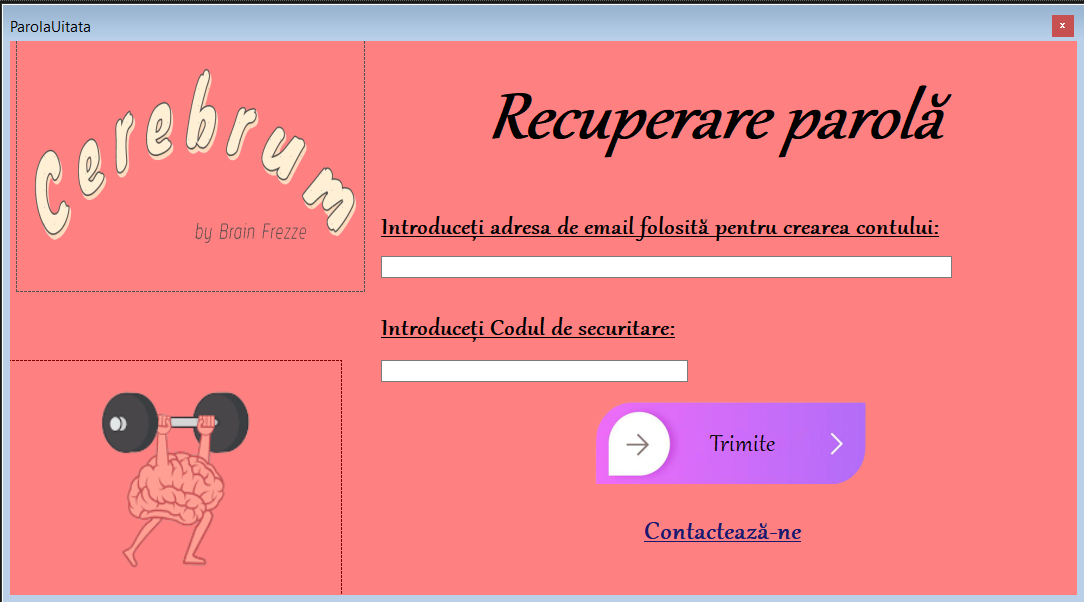 ParolaUitata
x
Cerebrum
by Brain Frezze
Recuperare parolă
Introduceți adresa de email folosită pentru crearea contului:
Introduceți Codul de securitare:
Trimite
Contactează-ne